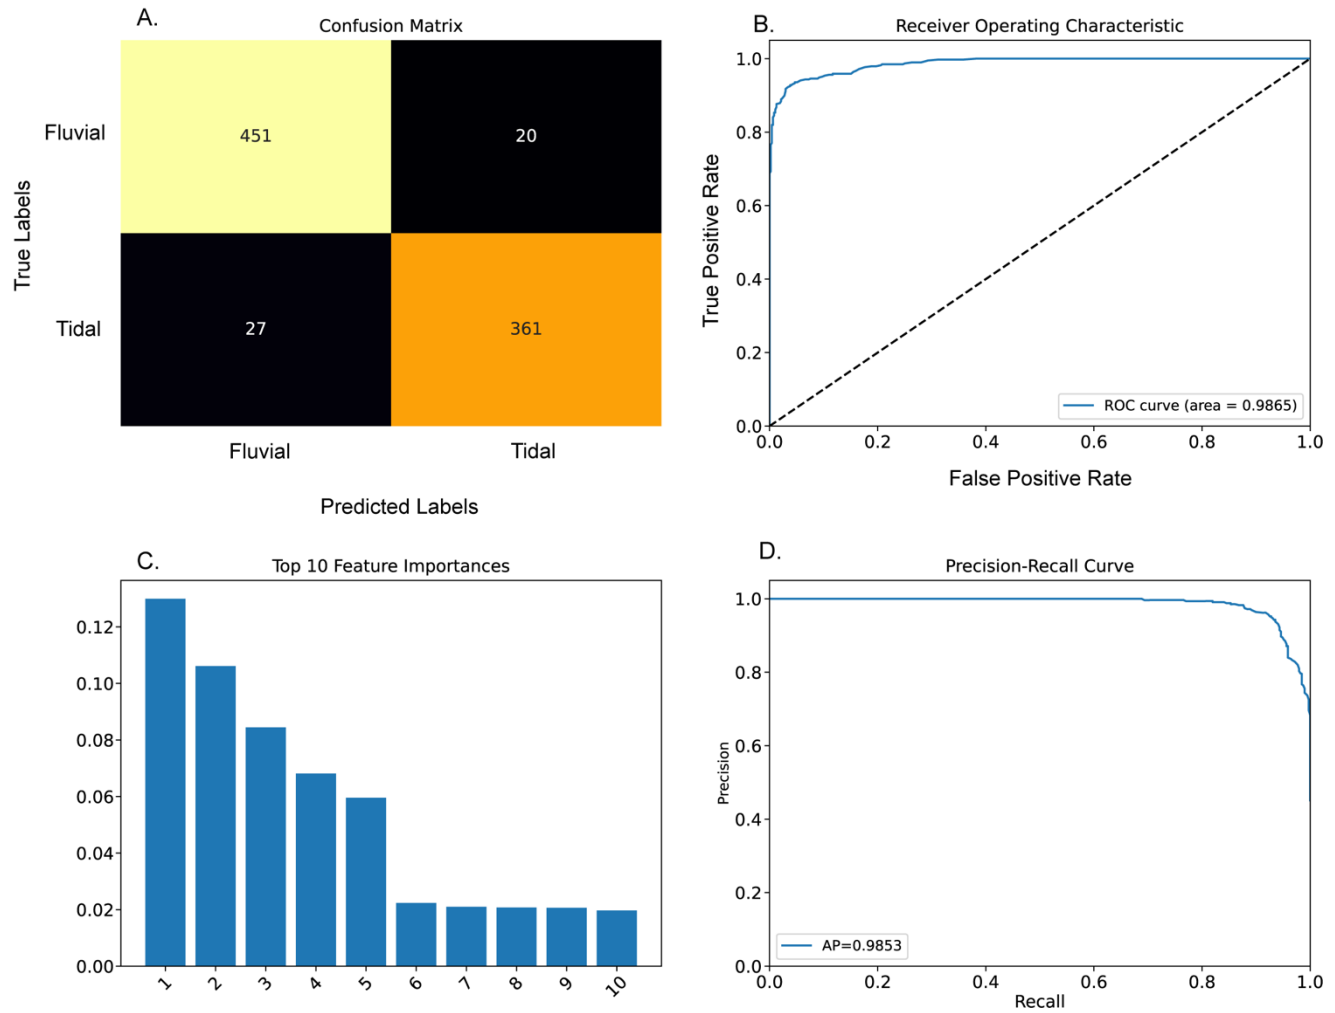 A.
Confusion Matrix
True Labels
Fluvial
451
20
Tidal
27
361
Fluvial
Tidal
Predicted Labels
B.
Receiver Operating Characteristic
True Positive Rate
1.0
0.8
0.6
0.4
0.2
0.0
ROC curve (area = 0.9865)
0.0
0.2
0.4
0.6
0.8
1.0
False Positive Rate
C.
Top 10 Feature Importances
0.12
0.10
0.08
0.06
0.04
0.02
0.00
1
2
3
4
5
6
7
8
9
10
D.
Precision-Recall Curve
Precision
1.0
0.8
0.6
0.4
0.2
0.0
AP=0.9853
0.0
0.2
0.4
0.6
0.8
1.0
Recall